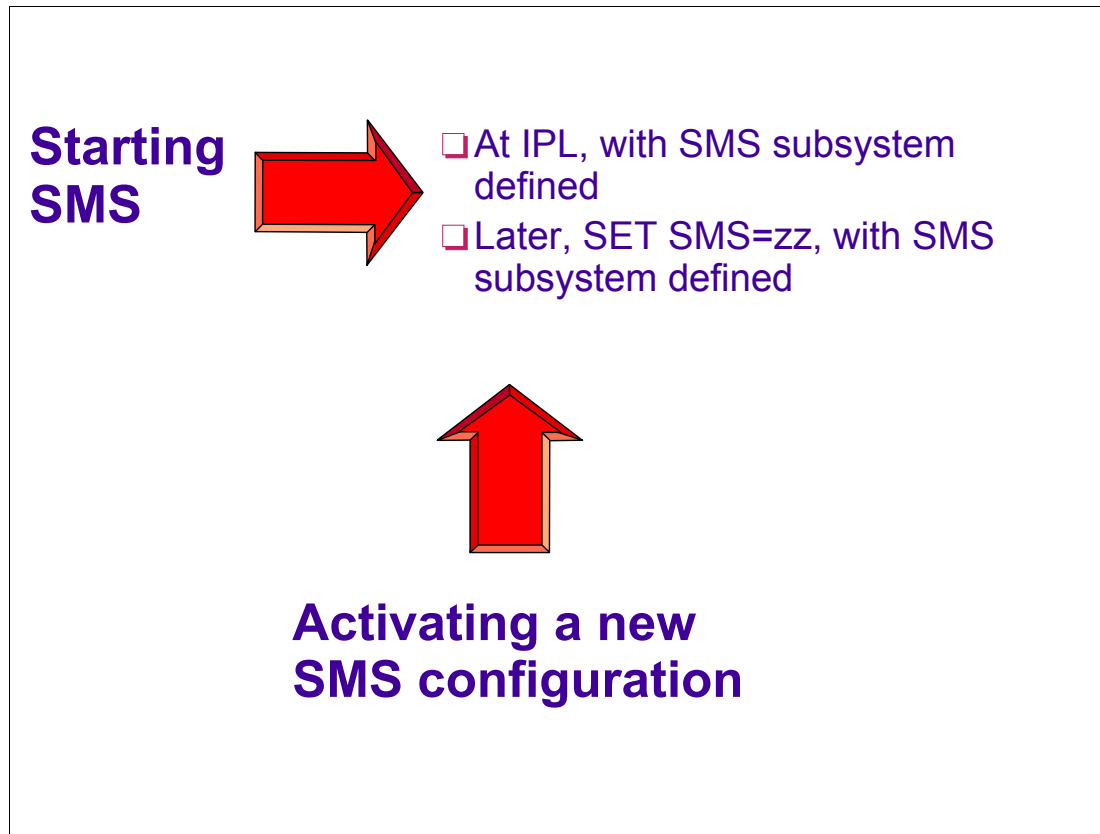 Starting
SMS
❏At IPL, with SMS subsystem
defined
❏Later, SET SMS=zz, with SMS
subsystem defined
Activating a new
SMS configuration